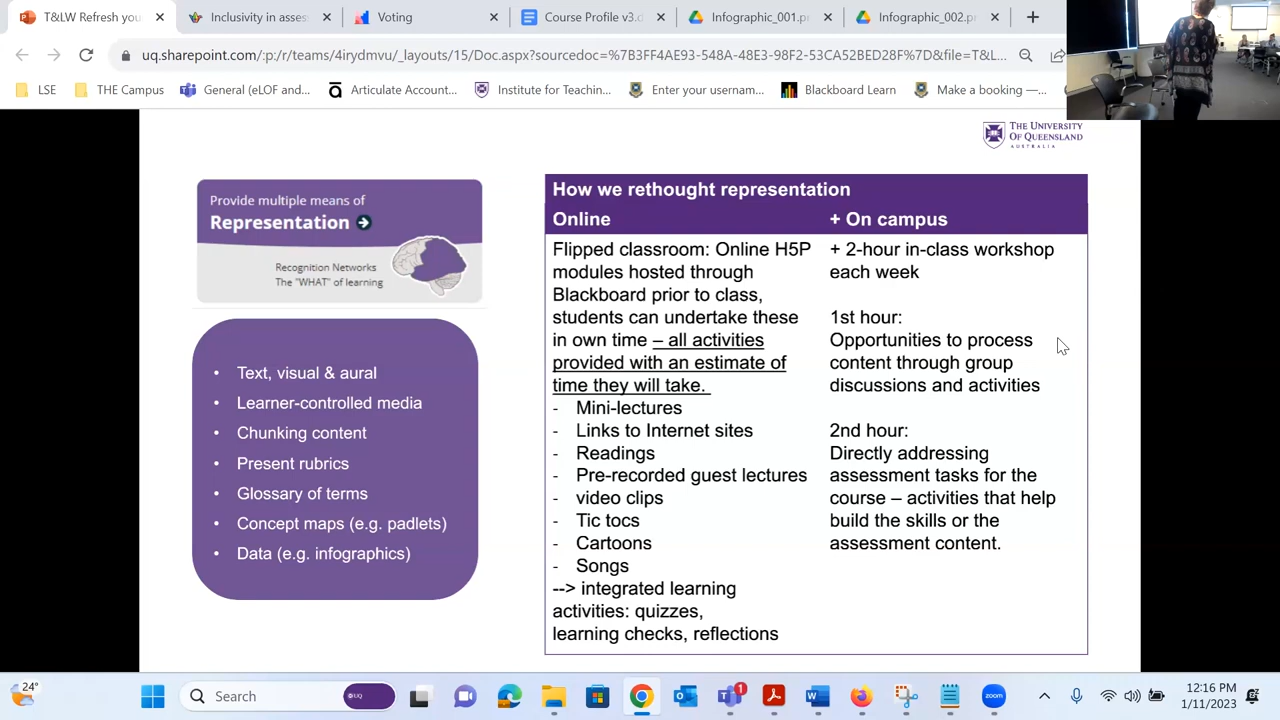 T&LW Refresh you
Inclusivity in asses
Voting
Course Profile v3.d
Infographic_001.p
Infographic_002.p
uq.sharepoint.com/:p:/r/teams/4irydmvu/_layouts/15/Doc.aspx?sourcedoc=%7B3FF4AE93-548A-48E3-98F2-53CA52BED28F%7D&file=T&L...
LSE
THE Campus
General (eLOF and...
Articulate Account...
Institute for Teachin...
Enter your usernam...
Blackboard Learn
Make a booking —...
THE UNIVERSITY
OF QUEENSLAND
AUSTRALIA
Provide multiple means of
Representation
Recognition Networks
The "WHAT" of learning
• Text, visual & aural
• Learner-controlled media
• Chunking content
• Present rubrics
• Glossary of terms
• Concept maps (e.g. padlets)
• Data (e.g. infographics)
How we rethought representation
Online
Flipped classroom: Online H5P
modules hosted through
Blackboard prior to class,
students can undertake these
in own time – all activities
provided with an estimate of
time they will take.
- Mini-lectures
- Links to Internet sites
- Readings
- Pre-recorded guest lectures
- video clips
- Tic tocs
- Cartoons
- Songs
--> integrated learning
activities: quizzes,
learning checks, reflections
+ On campus
+ 2-hour in-class workshop
each week
1st hour:
Opportunities to process
content through group
discussions and activities
2nd hour:
Directly addressing
assessment tasks for the
course – activities that help
build the skills or the
assessment content.
24°
Search
UQ
1
zoom
12:16 PM
1/11/2023